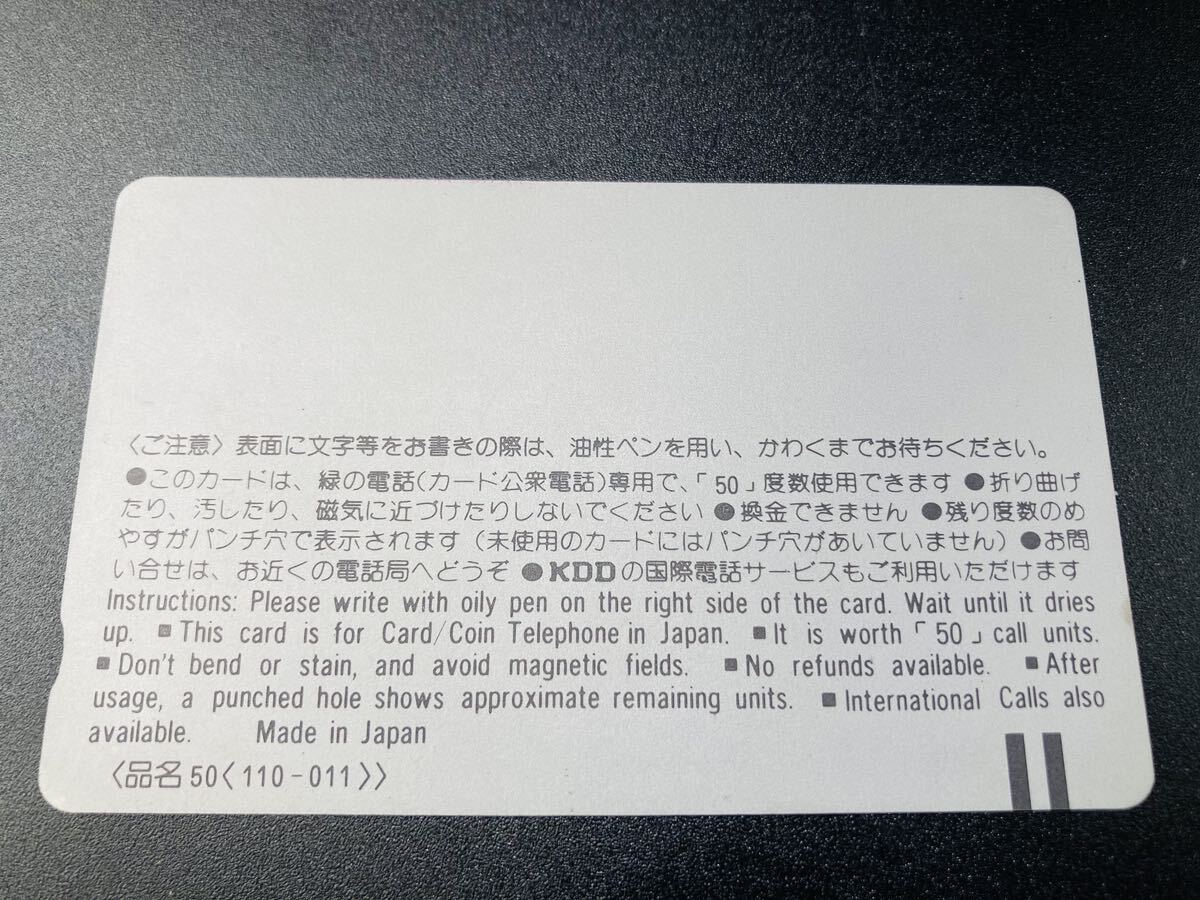 〈ご注意〉表面に文字等をお書きの際は、油性ペンを用い、かわくまでお待ちください。
●このカードは、緑の電話(カード公衆電話)専用で、「50」度数使用できます ●折り曲げ
たり、汚したり、磁気に近づけたりしないでください ●換金できません ●残り度数のめ
やすがパンチ穴で表示されます(未使用のカードにはパンチ穴があいていません) ●お問
い合せは、お近くの電話局へどうぞ ●KDDの国際電話サービスもご利用いただけます
Instructions: Please write with oily pen on the right side of the card. Wait until it dries
up. ■This card is for Card/Coin Telephone in Japan. ■It is worth「50」call units.
■Don't bend or stain, and avoid magnetic fields. ■No refunds available. ■After
usage, a punched hole shows approximate remaining units. ■International Calls also
available. Made in Japan
〈品名50〈110-011〉〉